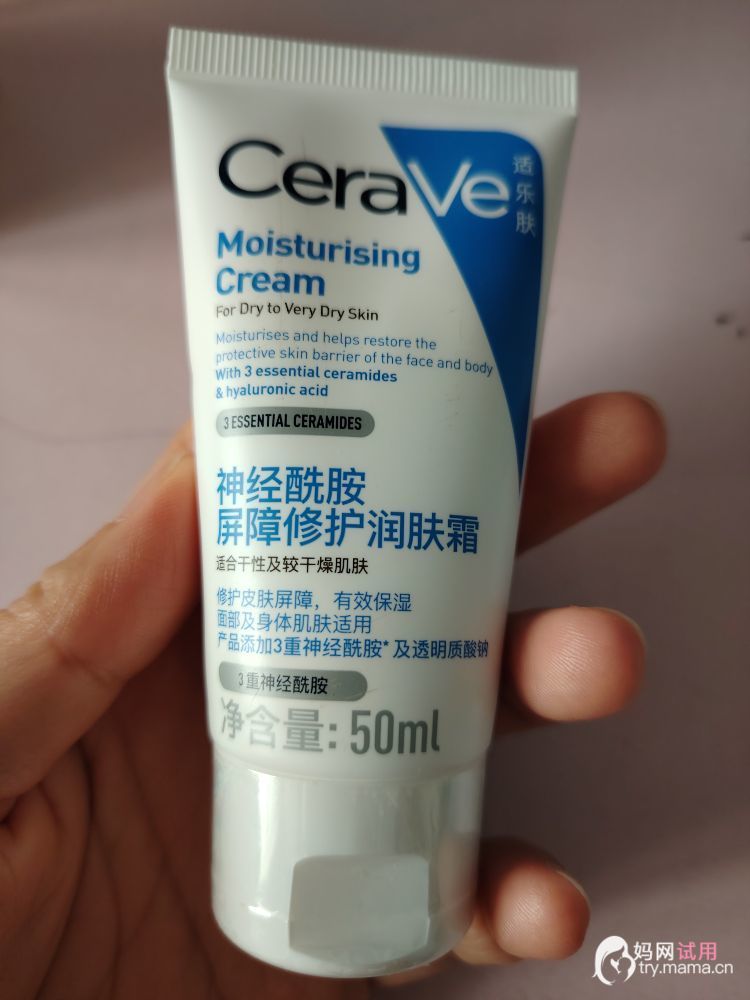 CeraVe
适乐肤
Moisturising
Cream
For Dry to Very Dry Skin
Moisturises and helps restore the
protective skin barrier of the face and body
With 3 essential ceramides
& hyaluronic acid
3 ESSENTIAL CERAMIDES
神经酰胺
屏障修护润肤霜
适合干性及较干燥肌肤
修护皮肤屏障，有效保湿
面部及身体肌肤适用
产品添加3重神经酰胺*及透明质酸钠
3重神经酰胺
净含量:50ml
妈网试用
try.mama.cn